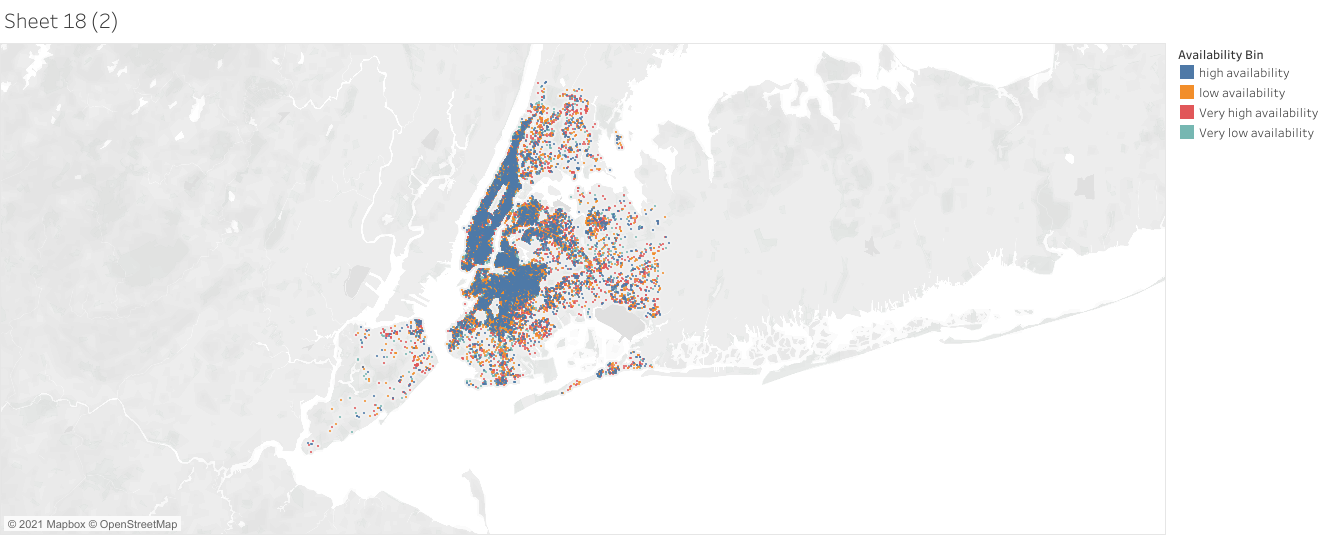 Sheet 18 (2)
Availability Bin
high availability
low availability
Very high availability
Very low availability
© 2021 Mapbox © OpenStreetMap